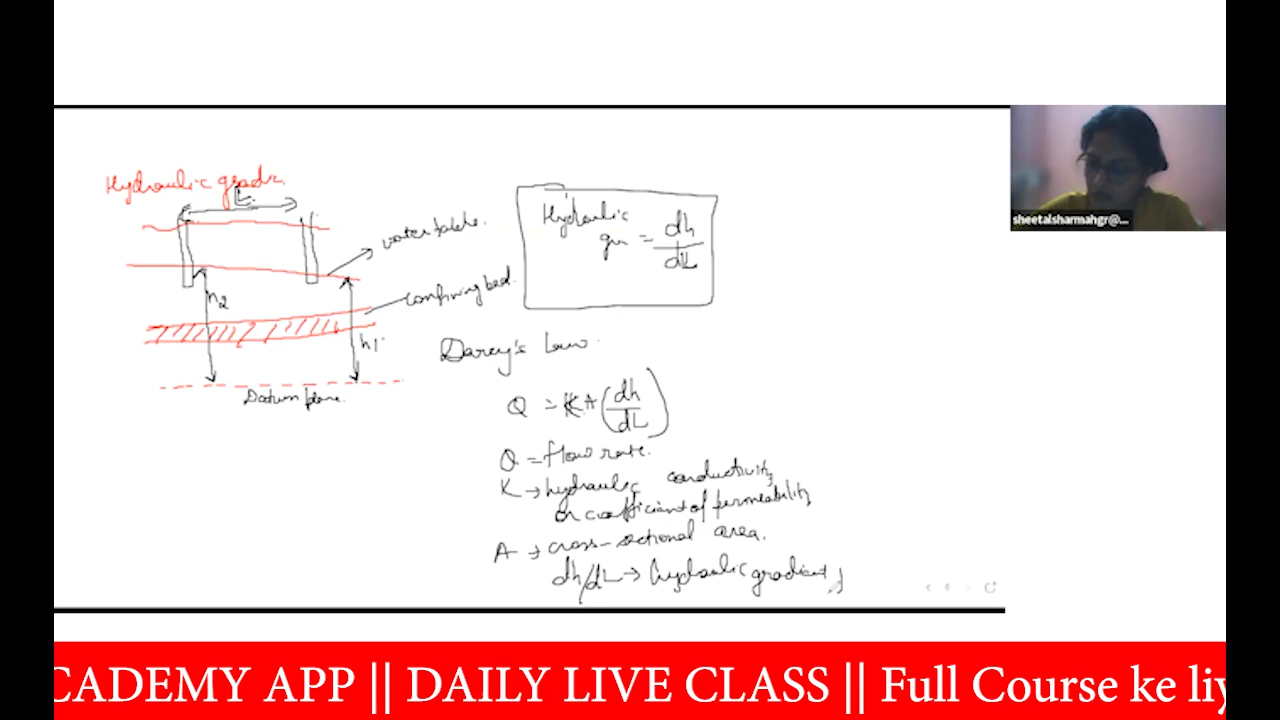 Hydraulic gradn.
L.
water table.
h2
confining bed.
h1.
Datum plane.
Hydraulic
gr = dh
dL
Darcy's Law.
Q = KA (dh
dL)
Q = flow rate.
K → hydraulic conductivity
or coefficient of permeability
A → cross-sectional area.
dh/dL → hydraulic gradient
sheetalsharmahgr@...
CADEMY APP || DAILY LIVE CLASS || Full Course ke liy